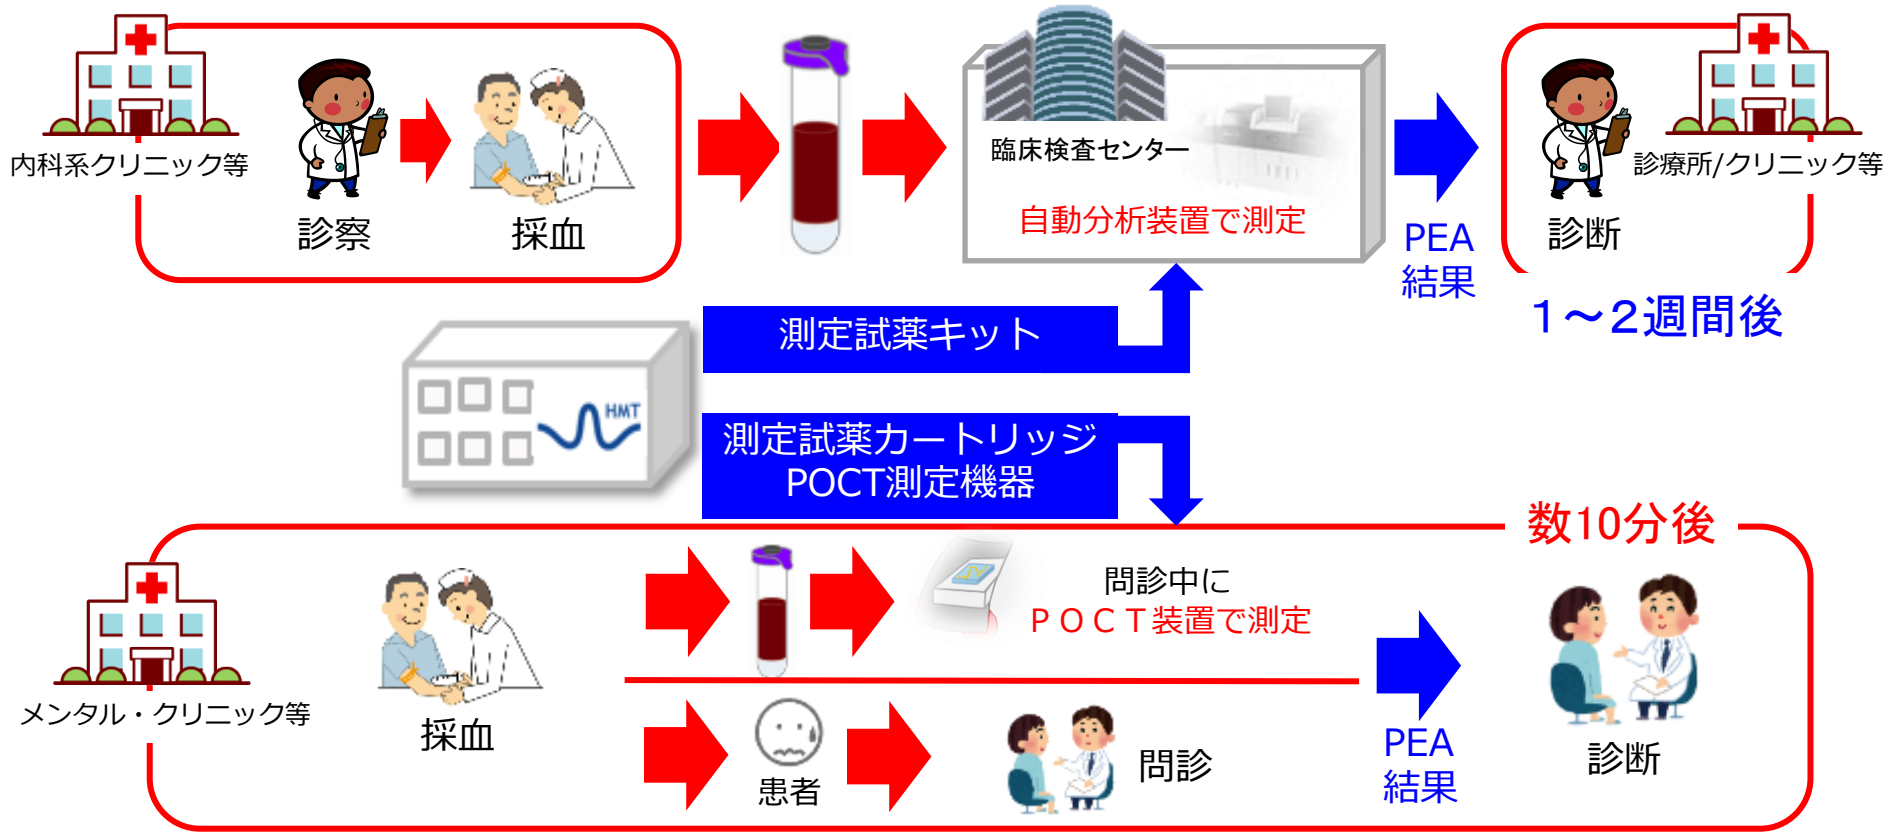 内科系クリニック等
診察
採血
臨床検査センター
自動分析装置で測定
PEA
結果
診療所/クリニック等
診断
1～2週間後
測定試薬キット
HMT
測定試薬カートリッジ
POCT測定機器
数10分後
メンタル・クリニック等
採血
問診中に
ＰＯＣＴ装置で測定
患者
問診
PEA
結果
診断